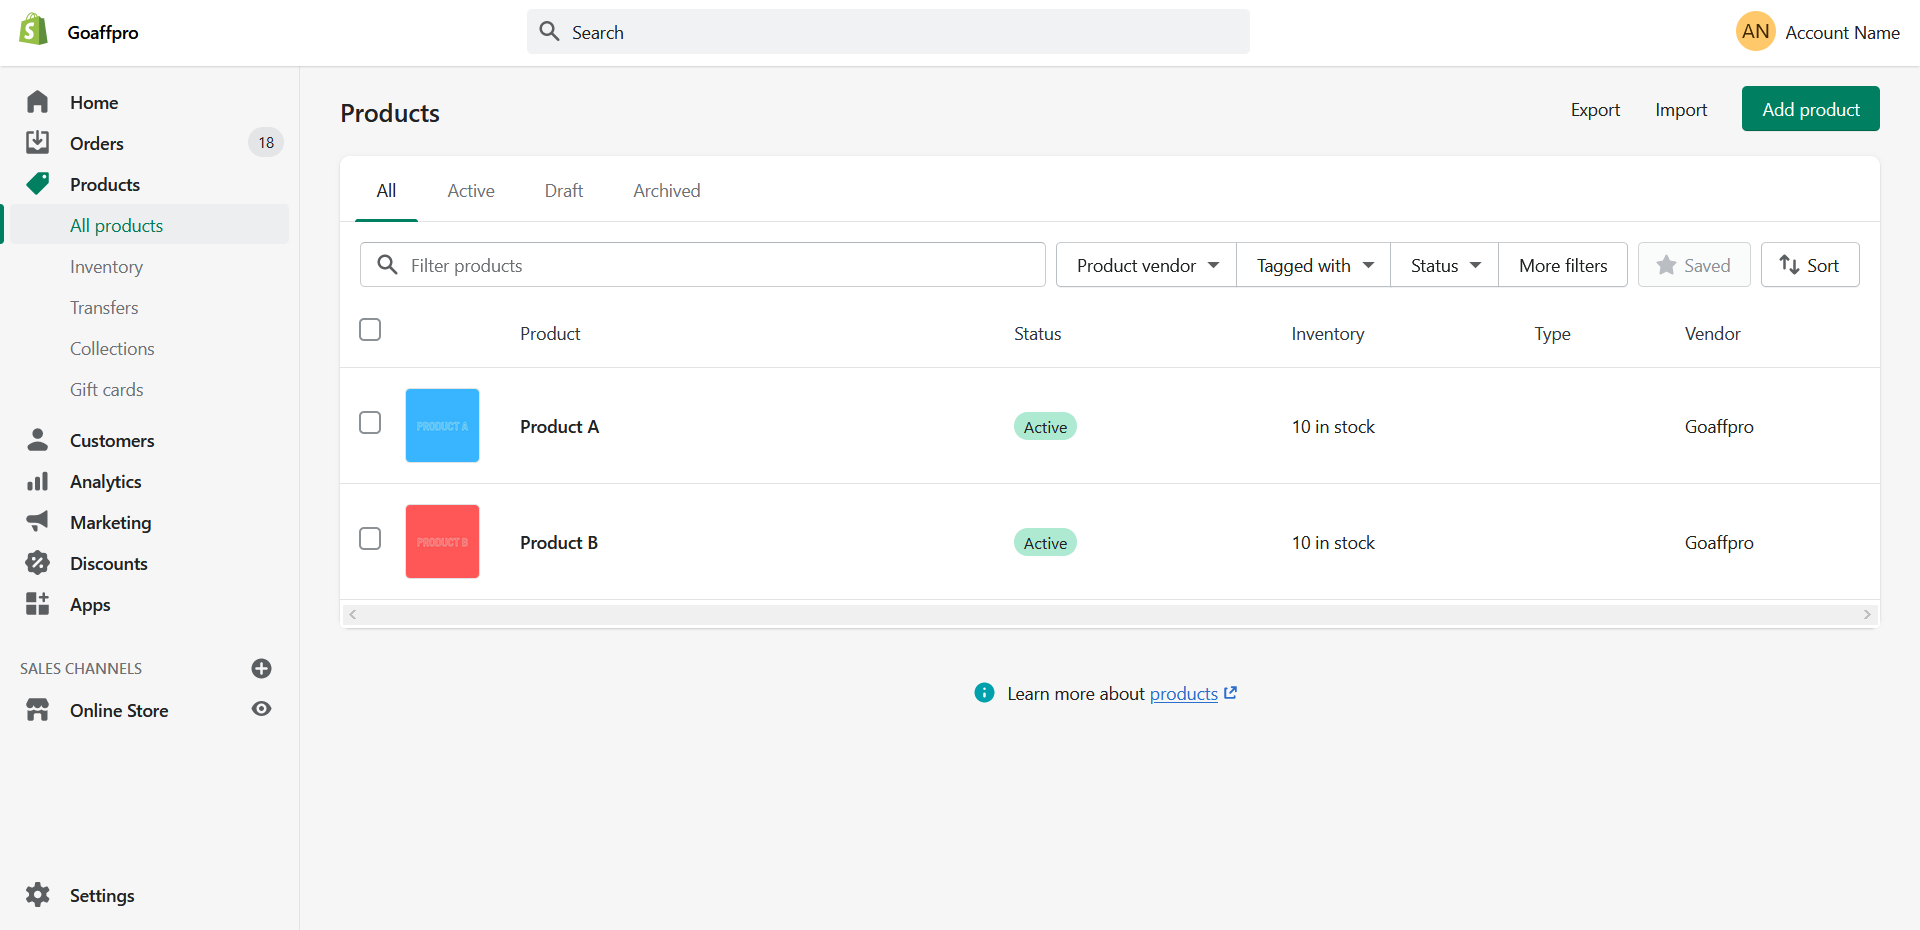 Goaffpro
Search
AN Account Name
Home
Orders 18
Products
All products
Inventory
Transfers
Collections
Gift cards
Customers
Analytics
Marketing
Discounts
Apps
SALES CHANNELS
Online Store
Settings
Products
Export Import Add product
All Active Draft Archived
Filter products Product vendor Tagged with Status More filters Saved Sort
Product Status Inventory Type Vendor
PRODUCT A Product A Active 10 in stock Goaffpro
PRODUCT B Product B Active 10 in stock Goaffpro
Learn more about products